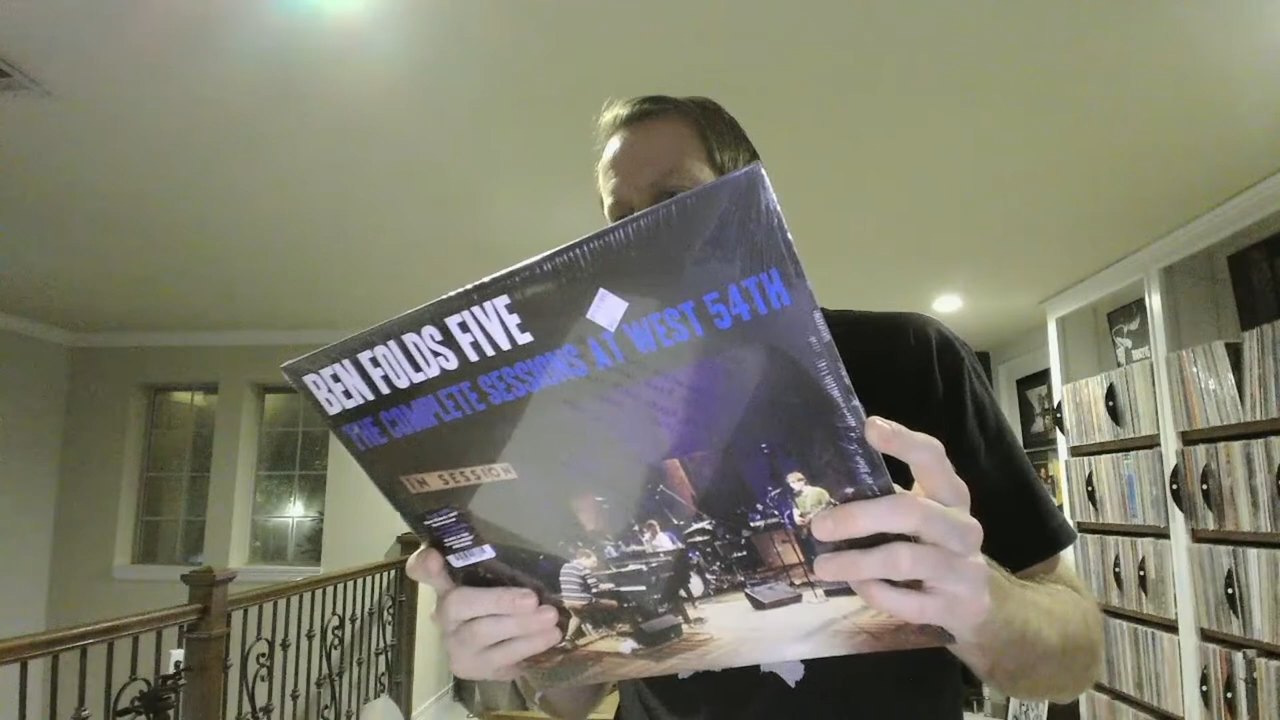 BEN FOLDS FIVE
THE COMPLETE SESSIONS AT WEST 54TH
IN SESSION